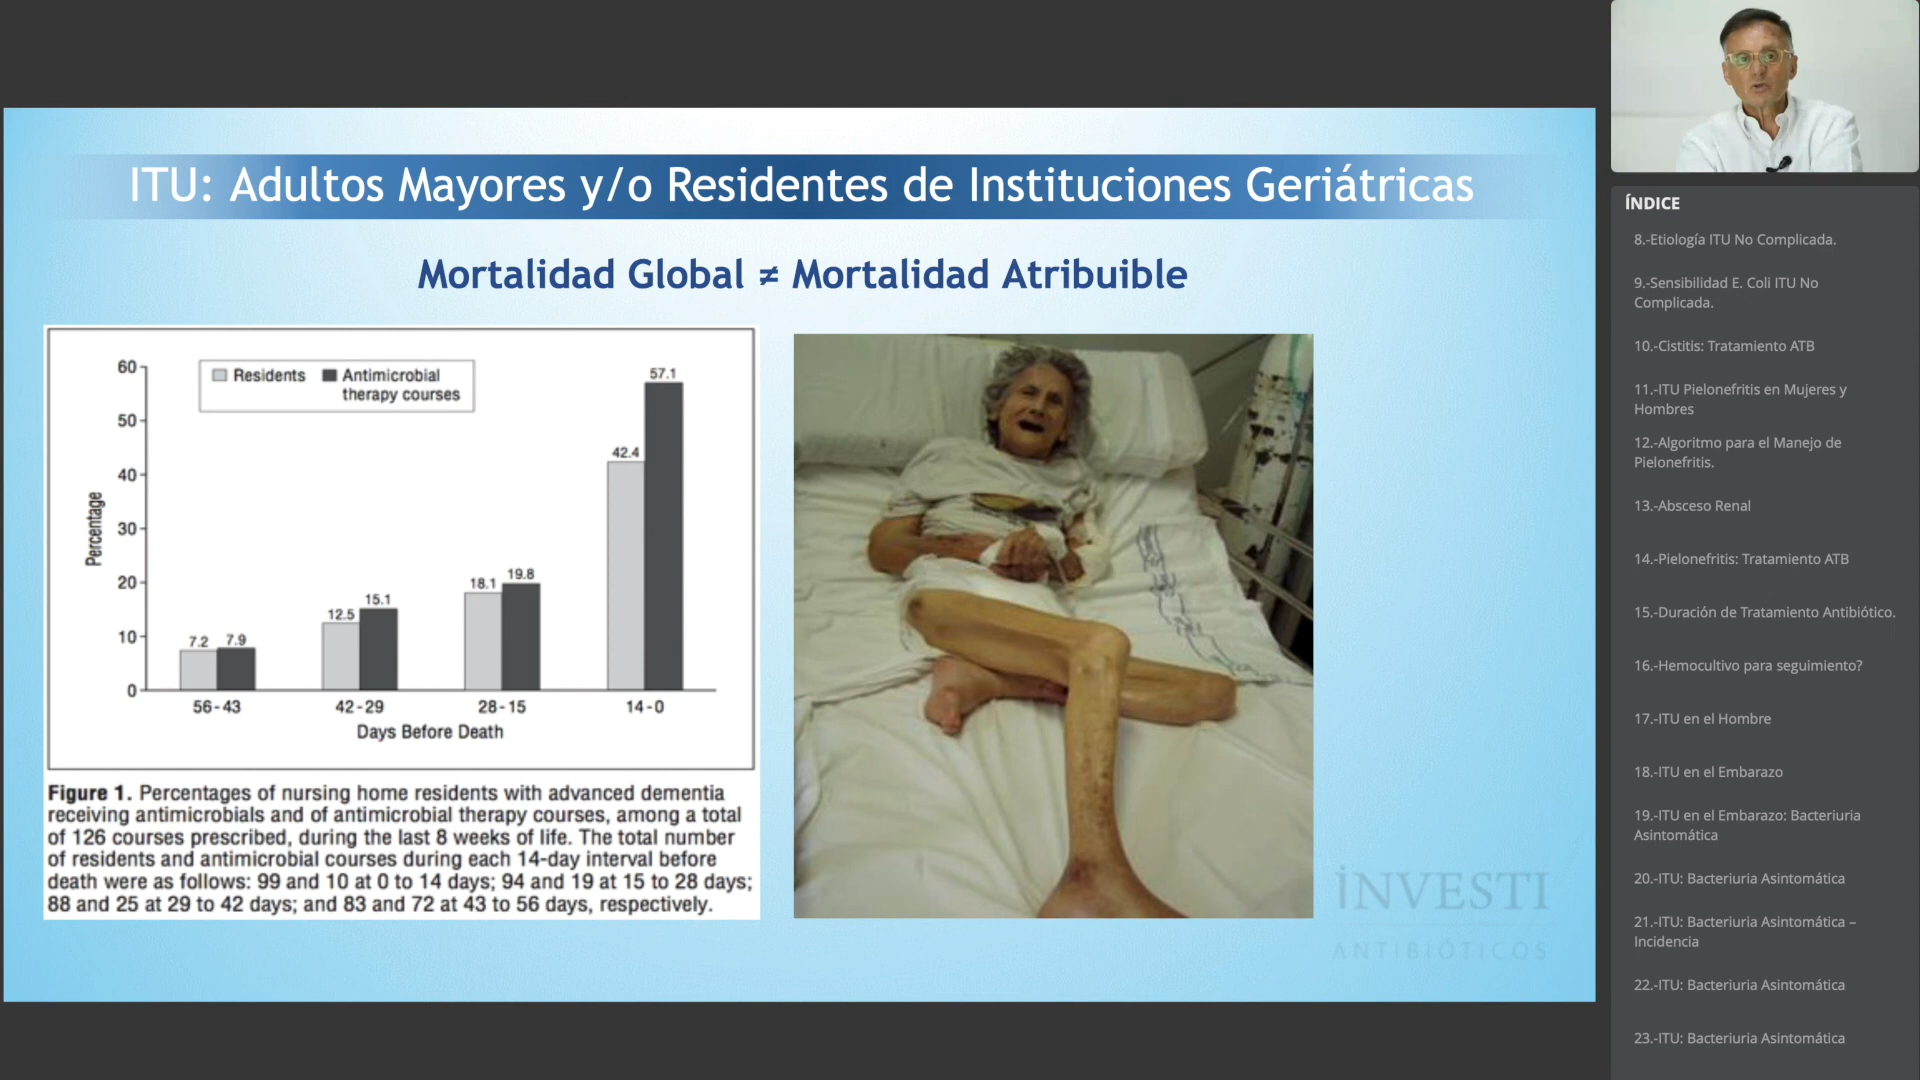 ITU: Adultos Mayores y/o Residentes de Instituciones Geriátricas
Mortalidad Global ≠ Mortalidad Atribuible
60
50
40
30
20
10
0
Percentage
Residents
Antimicrobial
therapy courses
7.2
7.9
12.5
15.1
18.1
19.8
42.4
57.1
56-43
42-29
28-15
14-0
Days Before Death
Figure 1. Percentages of nursing home residents with advanced dementia
receiving antimicrobials and of antimicrobial therapy courses, among a total
of 126 courses prescribed, during the last 8 weeks of life. The total number
of residents and antimicrobial courses during each 14-day interval before
death were as follows: 99 and 10 at 0 to 14 days; 94 and 19 at 15 to 28 days;
88 and 25 at 29 to 42 days; and 83 and 72 at 43 to 56 days, respectively.
INVESTI
ANTIBIÓTICOS
ÍNDICE
8.-Etiología ITU No Complicada.
9.-Sensibilidad E. Coli ITU No
Complicada.
10.-Cistitis: Tratamiento ATB
11.-ITU Pielonefritis en Mujeres y
Hombres
12.-Algoritmo para el Manejo de
Pielonefritis.
13.-Absceso Renal
14.-Pielonefritis: Tratamiento ATB
15.-Duración de Tratamiento Antibiótico.
16.-Hemocultivo para seguimiento?
17.-ITU en el Hombre
18.-ITU en el Embarazo
19.-ITU en el Embarazo: Bacteriuria
Asintomática
20.-ITU: Bacteriuria Asintomática
21.-ITU: Bacteriuria Asintomática –
Incidencia
22.-ITU: Bacteriuria Asintomática
23.-ITU: Bacteriuria Asintomática